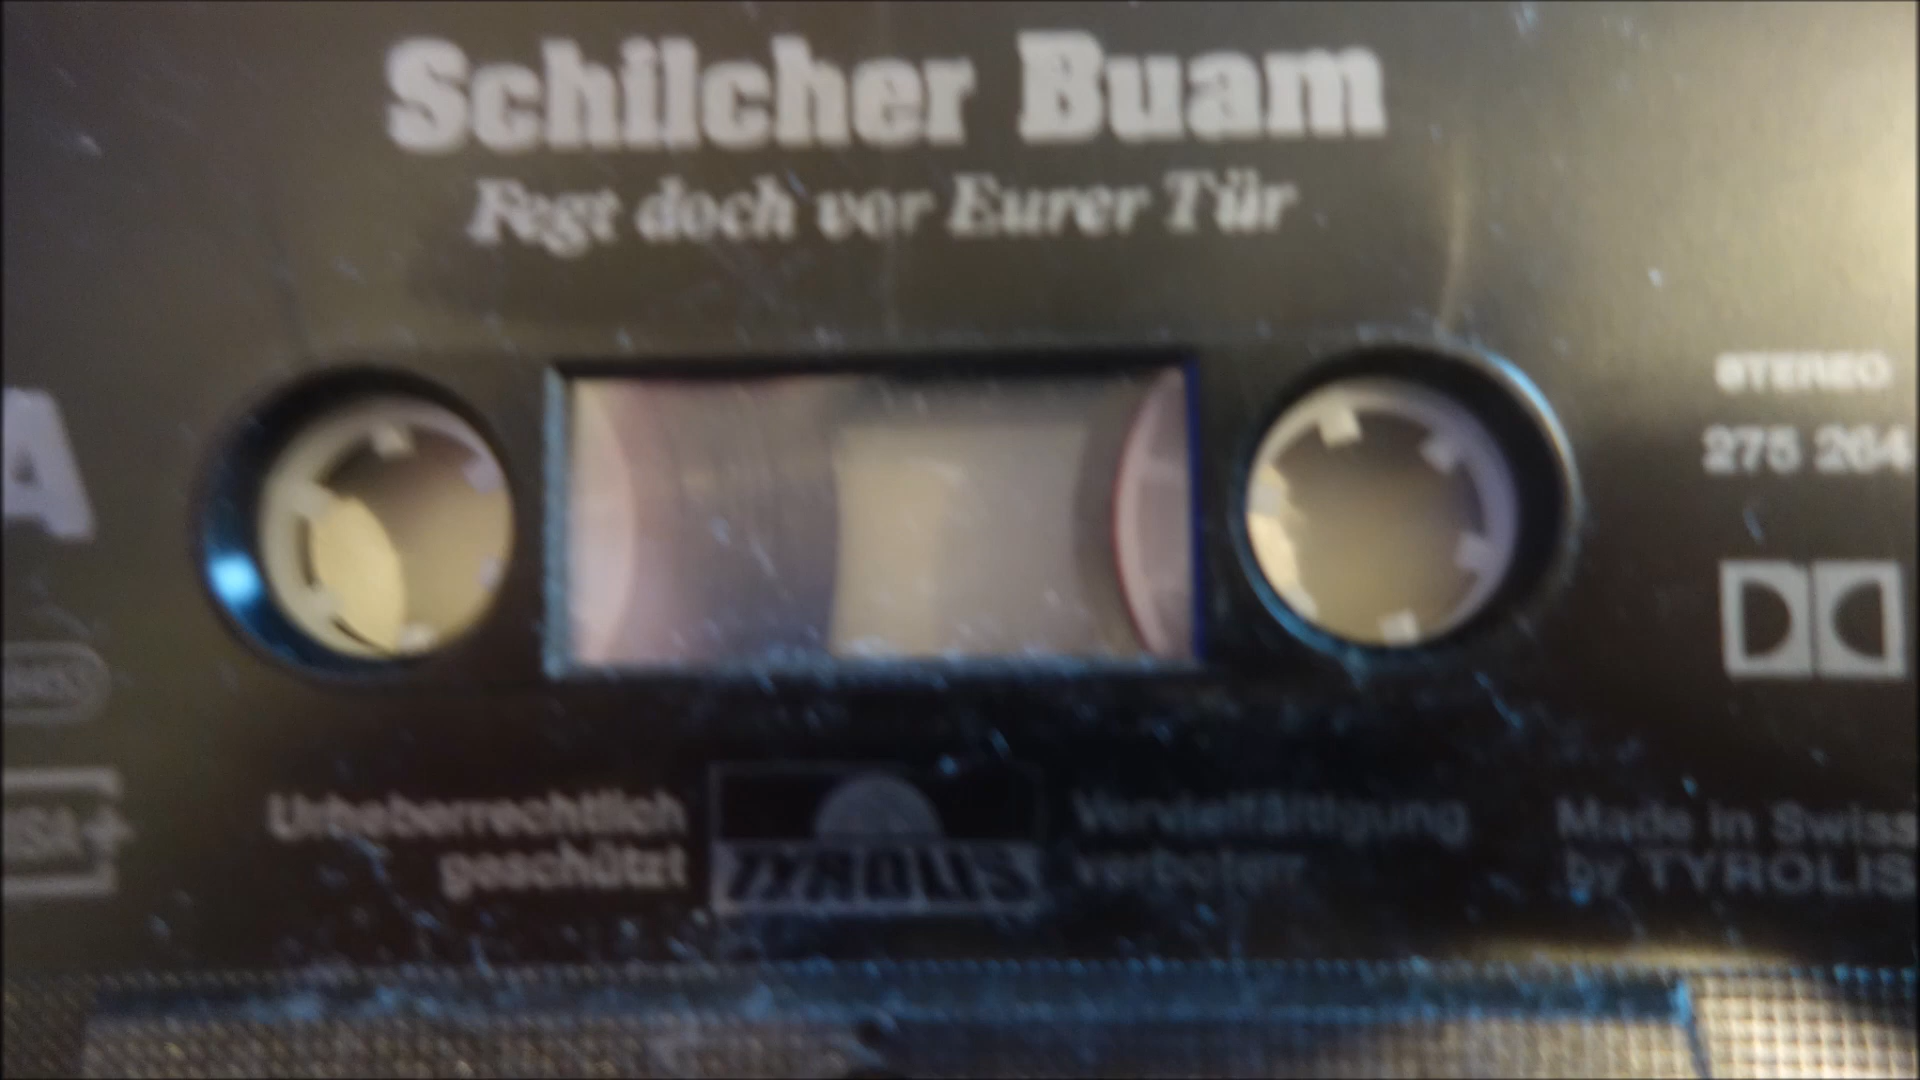 Schilcher Buam
Fegt doch vor Eurer Tür
A
STEREO
275 264
Urheberrechtlich
geschützt
TYROLIS
Vervielfältigung
verboten
Made in Swiss
by TYROLIS